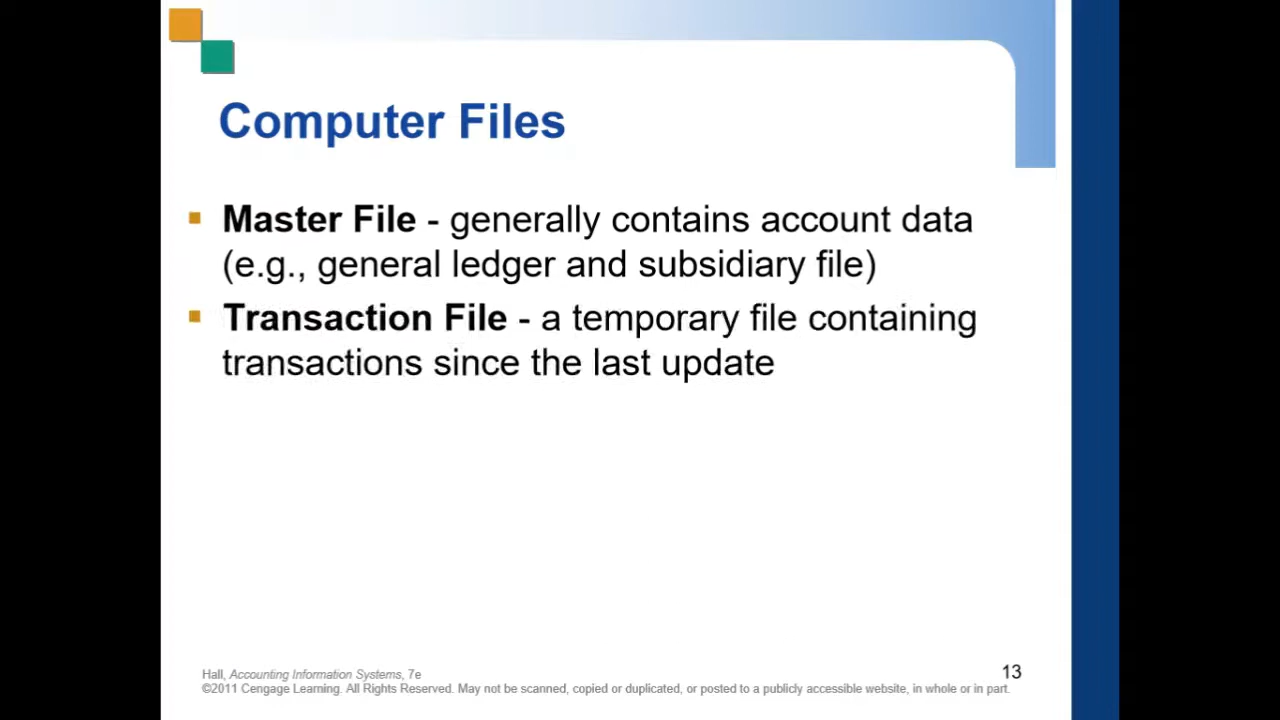 Computer Files
Master File - generally contains account data
(e.g., general ledger and subsidiary file)
Transaction File - a temporary file containing
transactions since the last update
Hall, Accounting Information Systems, 7e
©2011 Cengage Learning. All Rights Reserved. May not be scanned, copied or duplicated, or posted to a publicly accessible website, in whole or in part.
13